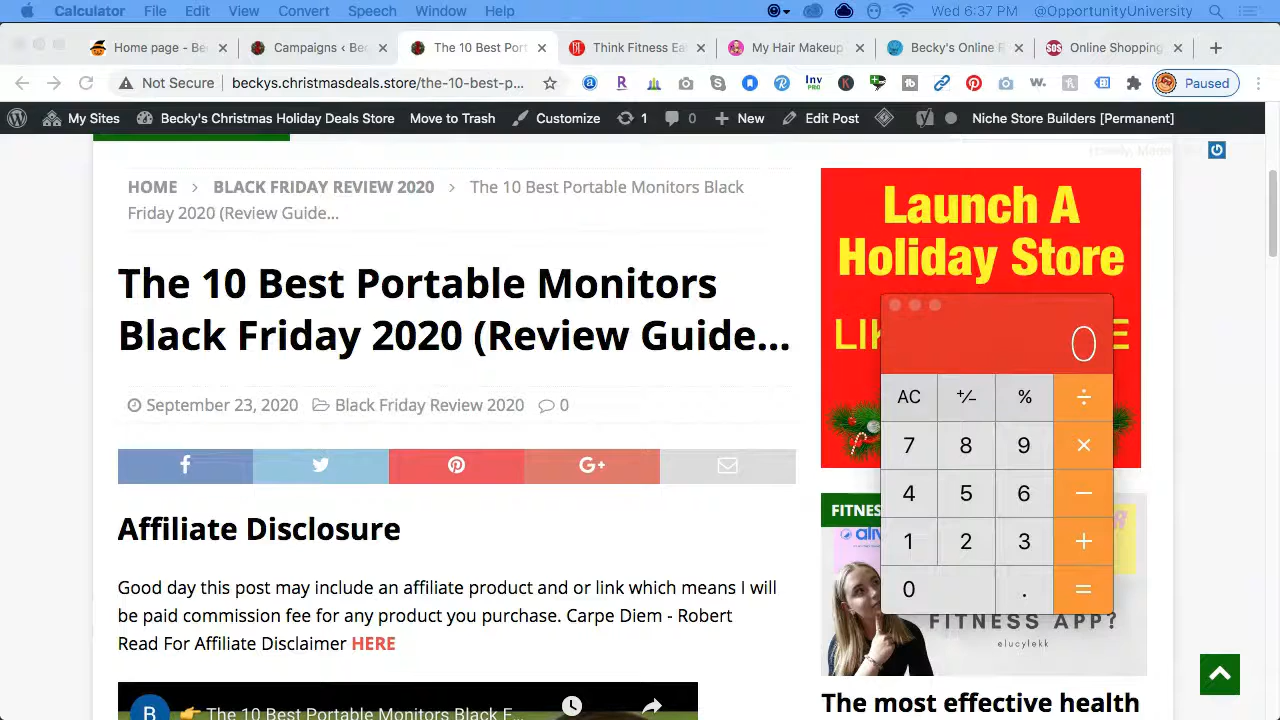 Calculator File Edit View Convert Speech Window Help Wed 6:37 PM @OpportunityUniversity
Home page - Be
Campaigns ‹ Be
The 10 Best Port
Think Fitness Ea
My Hair Makeup
Becky's Online R
SOS Online Shopping
Not Secure beckys.christmasdeals.store/the-10-best-p... Paused
My Sites Becky's Christmas Holiday Deals Store Move to Trash Customize 1 0 New Edit Post Niche Store Builders [Permanent]
HOME › BLACK FRIDAY REVIEW 2020 › The 10 Best Portable Monitors Black
Friday 2020 (Review Guide...
The 10 Best Portable Monitors
Black Friday 2020 (Review Guide...
September 23, 2020 Black Friday Review 2020 0
Affiliate Disclosure
Good day this post may include an affiliate product and or link which means I will
be paid commission fee for any product you purchase. Carpe Diem - Robert
Read For Affiliate Disclaimer HERE
B 👉 The 10 Best Portable Monitors Black F...
Launch A
Holiday Store
0
AC +/− % ÷
7 8 9 ×
4 5 6 −
1 2 3 +
0 . =
FITNESS APP?
elucylekk
The most effective health